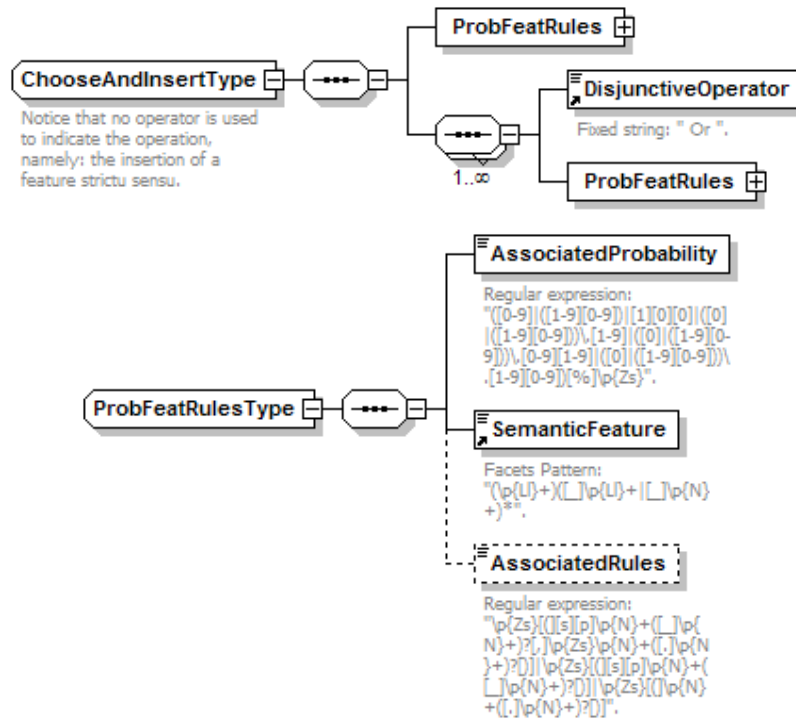 ProbFeatRules
ChooseAndInsertType
Notice that no operator is used
to indicate the operation,
namely: the insertion of a
feature strictu sensu.
DisjunctiveOperator
Fixed string: " Or ".
1..∞
ProbFeatRules
AssociatedProbability
Regular expression:
"([0-9]|([1-9][0-9])|[1][0][0]|([0]
|([1-9][0-9]))\,[1-9]|([0]|([1-9][0-
9]))\,[0-9][1-9]|([0]|([1-9][0-9]))\
,[1-9][0-9])[%]\p{Zs}".
ProbFeatRulesType
SemanticFeature
Facets Pattern:
"(\p{Ll}+)([_]\p{Ll}+|[_]\p{N}
+)*".
AssociatedRules
Regular expression:
"\p{Zs}[(][s][p]\p{N}+([_]\p{
N}+)?[,]\p{Zs}\p{N}+([.]\p{N
}+)?[)]|\p{Zs}[(][s][p]\p{N}+(
[_]\p{N}+)?[)]|\p{Zs}[(]\p{N}
+([.]\p{N}+)?[)]".